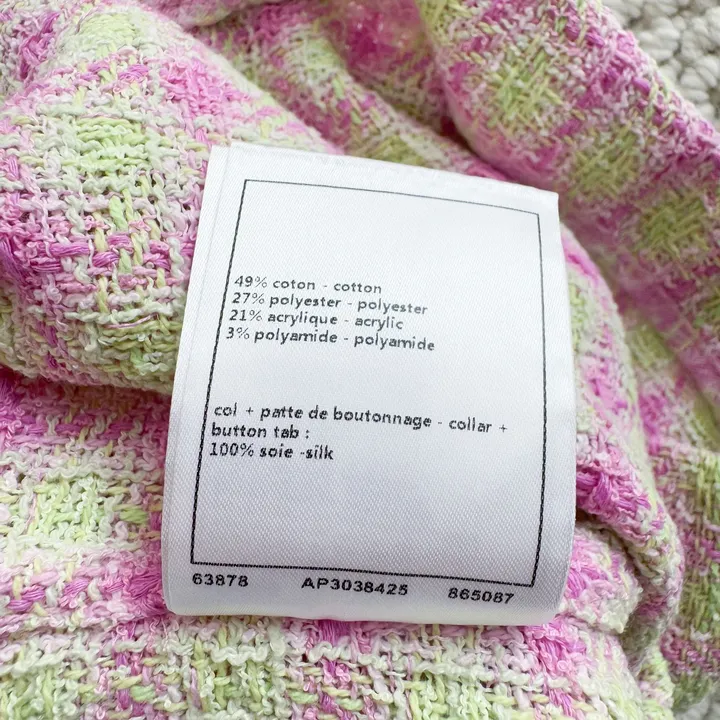 49% coton - cotton
27% polyester - polyester
21% acrylique - acrylic
3% polyamide - polyamide
col + patte de boutonnage - collar +
button tab :
100% soie -silk
63878 AP3038425 865087